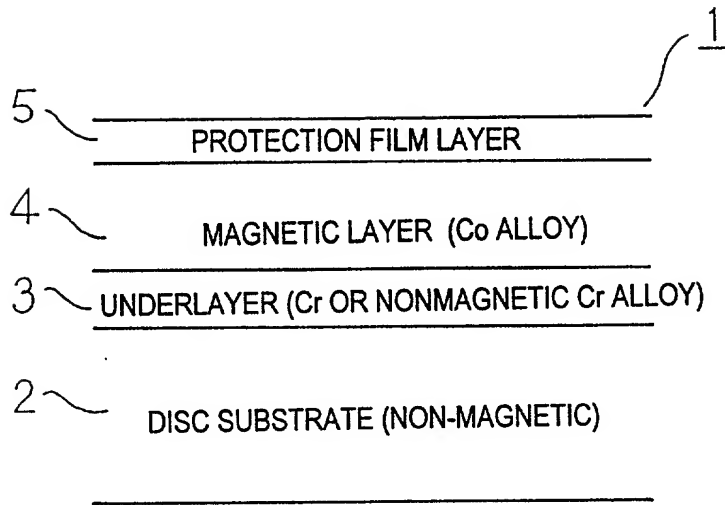 1
5 PROTECTION FILM LAYER
4 MAGNETIC LAYER (Co ALLOY)
3 UNDERLAYER (Cr OR NONMAGNETIC Cr ALLOY)
2 DISC SUBSTRATE (NON-MAGNETIC)